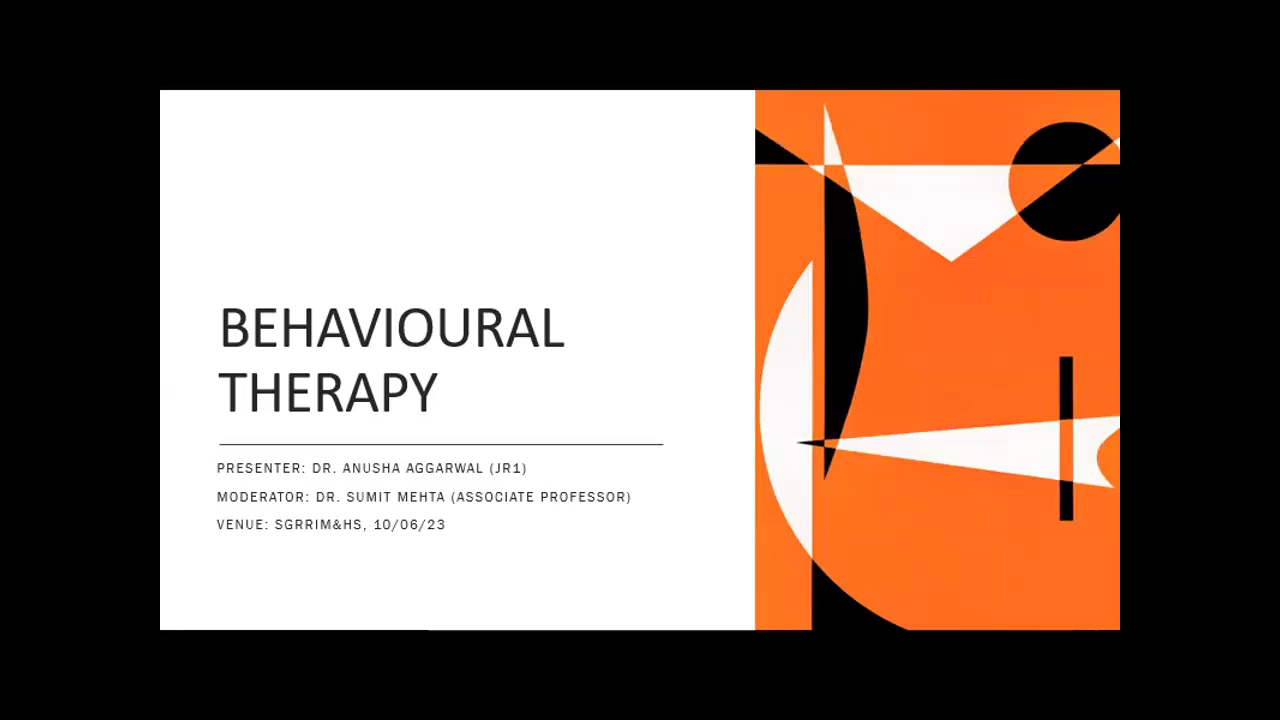 BEHAVIOURAL
THERAPY
PRESENTER: DR. ANUSHA AGGARWAL (JR1)
MODERATOR: DR. SUMIT MEHTA (ASSOCIATE PROFESSOR)
VENUE: SGRRIM&HS, 10/06/23